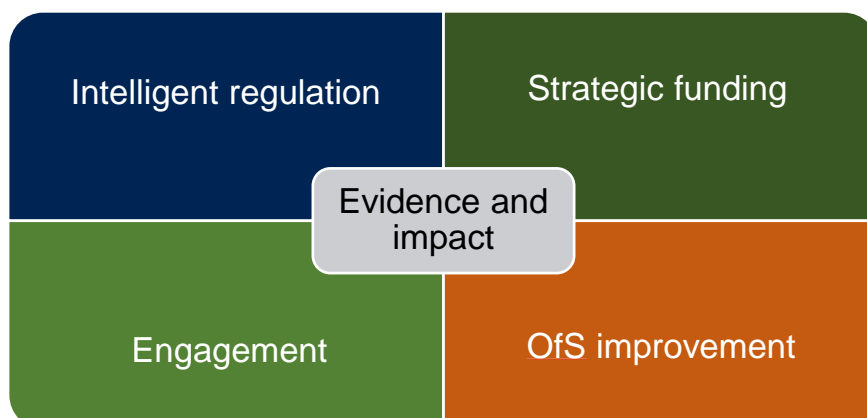 Intelligent regulation
Strategic funding
Evidence and
impact
Engagement
OfS improvement